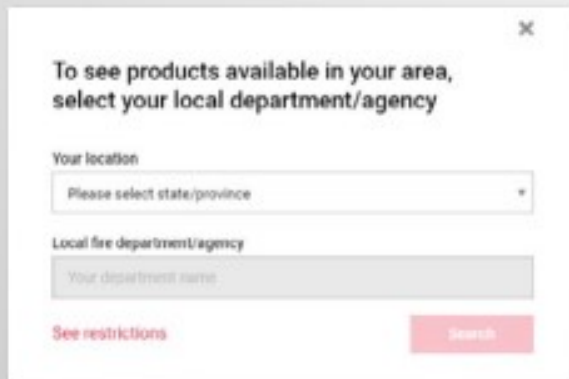 To see products available in your area,
select your local department/agency
Your location
Please select state/province
Local fire department/agency
Your department name
See restrictions
Search